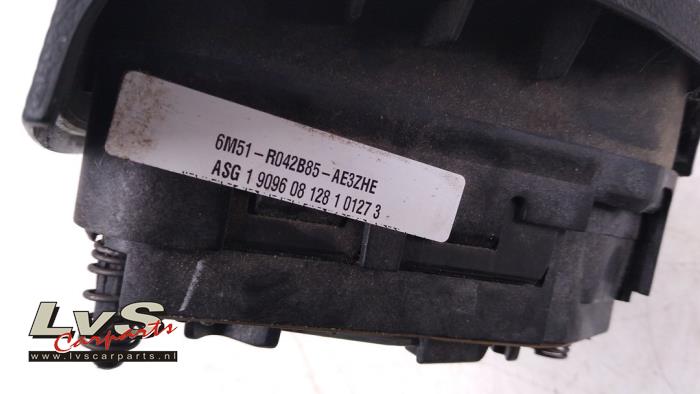 6M51-R042B85-AE3ZHE
ASG 1 9096 08 128 1 0127 3
LvS
Carparts
www.lvscarparts.nl